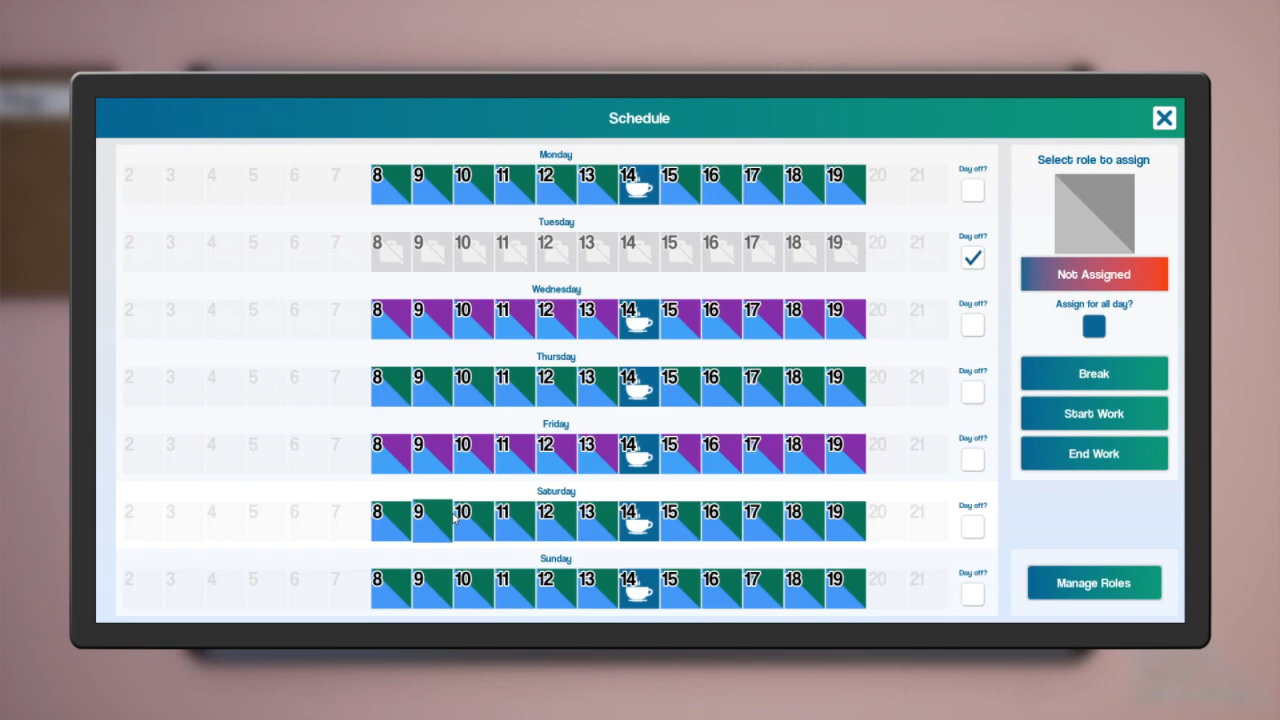 Schedule
Monday
Day off?
2 3 4 5 6 7 8 9 10 11 12 13 14 15 16 17 18 19 20 21
Tuesday
Day off?
2 3 4 5 6 7 8 9 10 11 12 13 14 15 16 17 18 19 20 21
Wednesday
Day off?
2 3 4 5 6 7 8 9 10 11 12 13 14 15 16 17 18 19 20 21
Thursday
Day off?
2 3 4 5 6 7 8 9 10 11 12 13 14 15 16 17 18 19 20 21
Friday
Day off?
2 3 4 5 6 7 8 9 10 11 12 13 14 15 16 17 18 19 20 21
Saturday
Day off?
2 3 4 5 6 7 8 9 10 11 12 13 14 15 16 17 18 19 20 21
Sunday
Day off?
2 3 4 5 6 7 8 9 10 11 12 13 14 15 16 17 18 19 20 21
Select role to assign
Not Assigned
Assign for all day?
Break
Start Work
End Work
Manage Roles